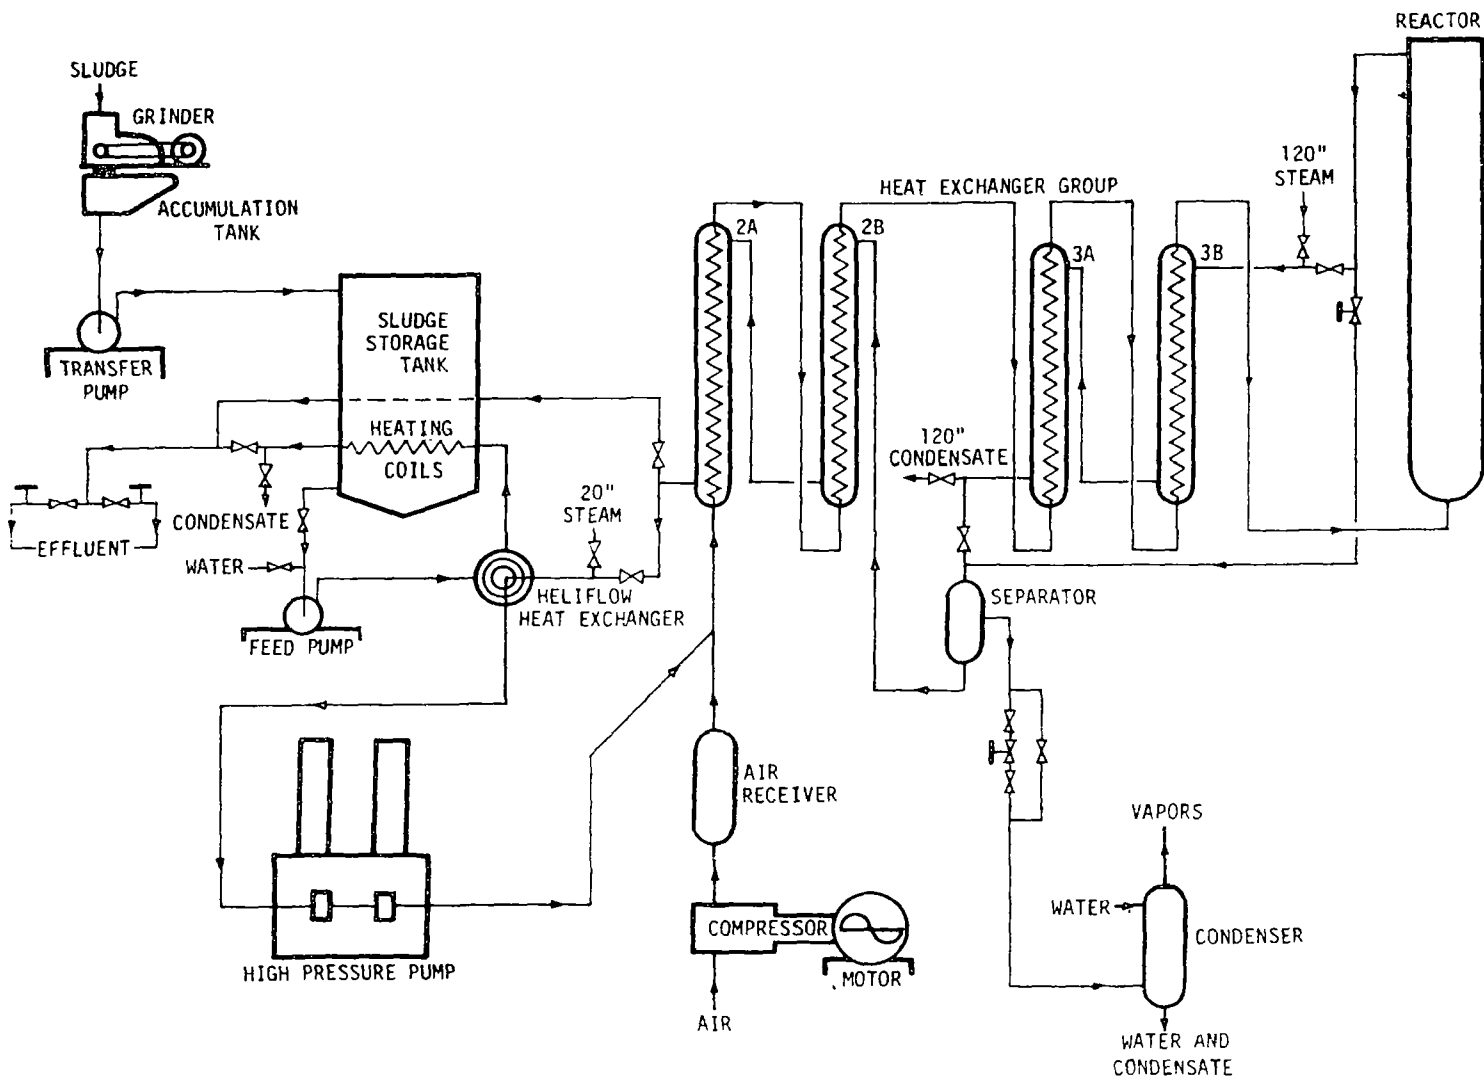 REACTOR
SLUDGE
GRINDER
ACCUMULATION
TANK
TRANSFER
PUMP
SLUDGE
STORAGE
TANK
HEATING
COILS
CONDENSATE
EFFLUENT
WATER
FEED PUMP
20"
STEAM
HELIFLOW
HEAT EXCHANGER
HEAT EXCHANGER GROUP
2A
2B
3A
3B
120"
STEAM
120"
CONDENSATE
SEPARATOR
AIR
RECEIVER
HIGH PRESSURE PUMP
COMPRESSOR
MOTOR
AIR
VAPORS
WATER
CONDENSER
WATER AND
CONDENSATE